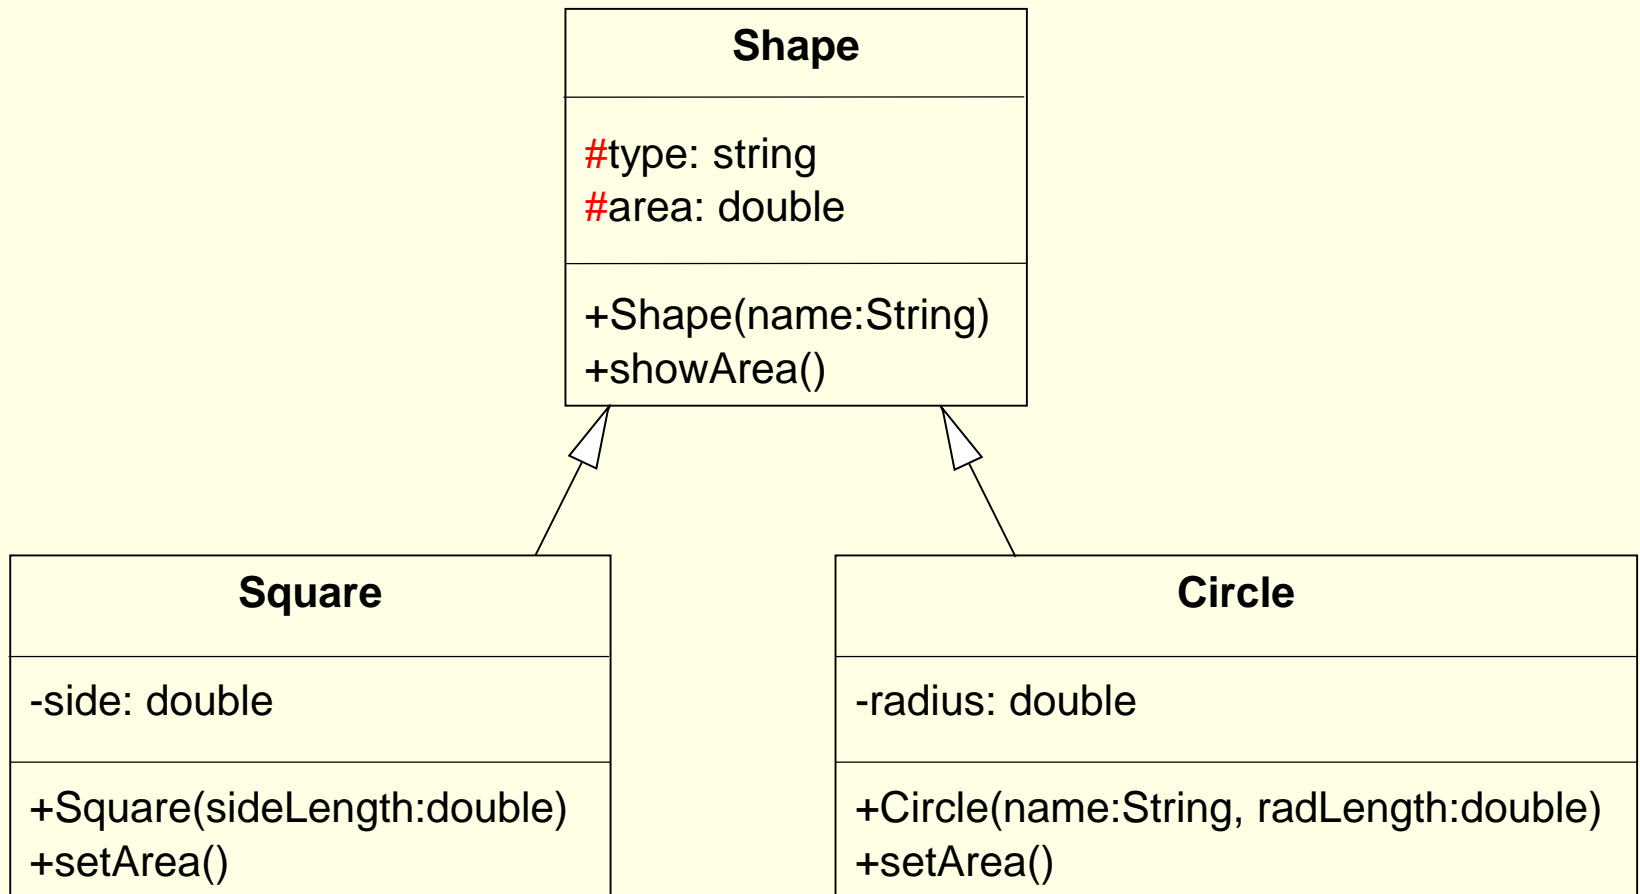 Shape
#type: string
#area: double
+Shape(name:String)
+showArea()
Square
-side: double
+Square(sideLength:double)
+setArea()
Circle
-radius: double
+Circle(name:String, radLength:double)
+setArea()